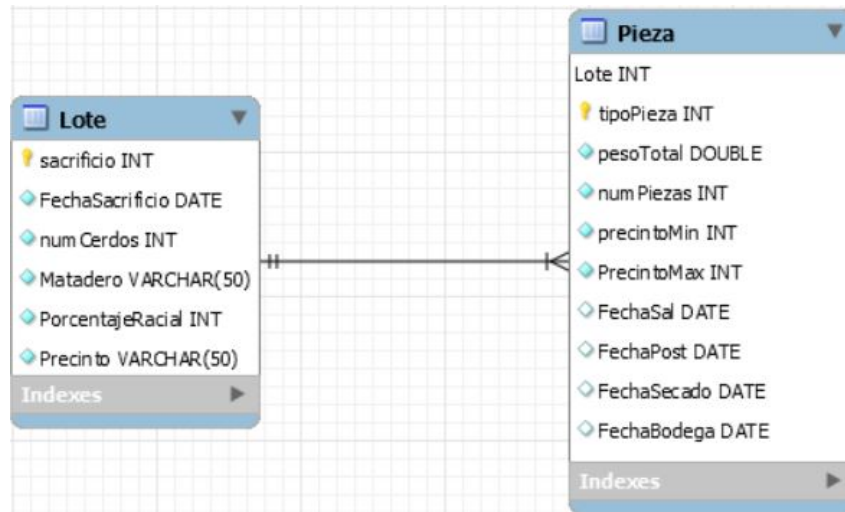 Lote
sacrificio INT
FechaSacrificio DATE
numCerdos INT
Matadero VARCHAR(50)
PorcentajeRacial INT
Precinto VARCHAR(50)
Indexes
Pieza
Lote INT
tipoPieza INT
pesoTotal DOUBLE
numPiezas INT
precintoMin INT
PrecintoMax INT
FechaSal DATE
FechaPost DATE
FechaSecado DATE
FechaBodega DATE
Indexes